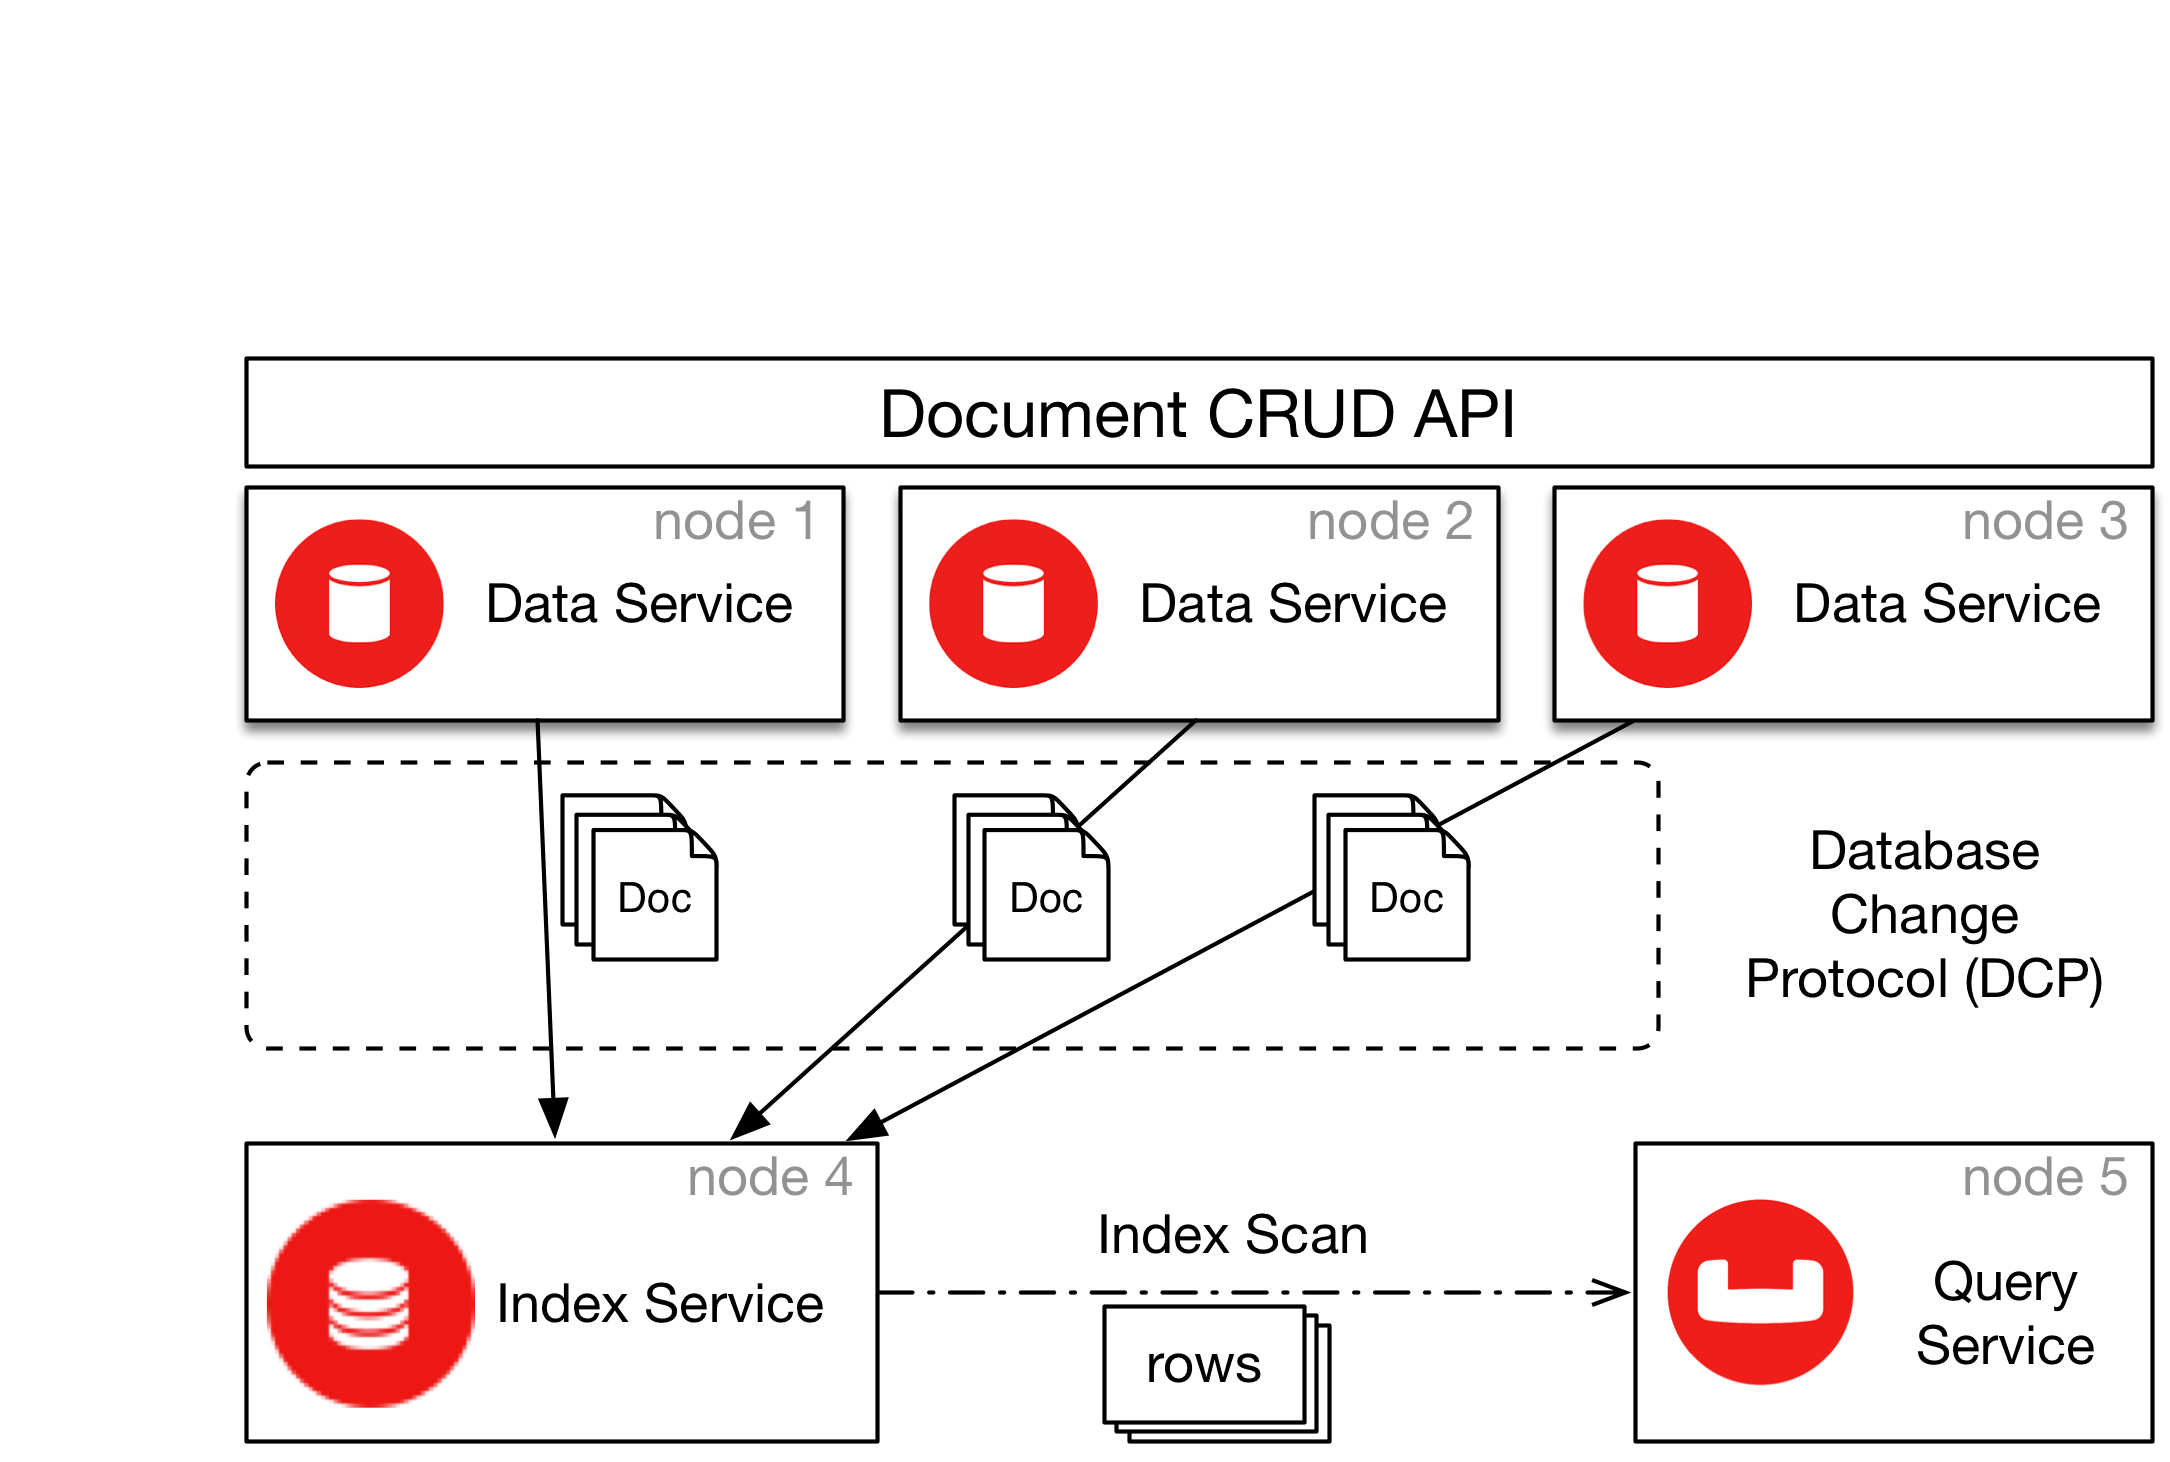 Document CRUD API
node 1
Data Service
node 2
Data Service
node 3
Data Service
Doc
Doc
Doc
Database
Change
Protocol (DCP)
node 4
Index Service
Index Scan
rows
node 5
Query
Service